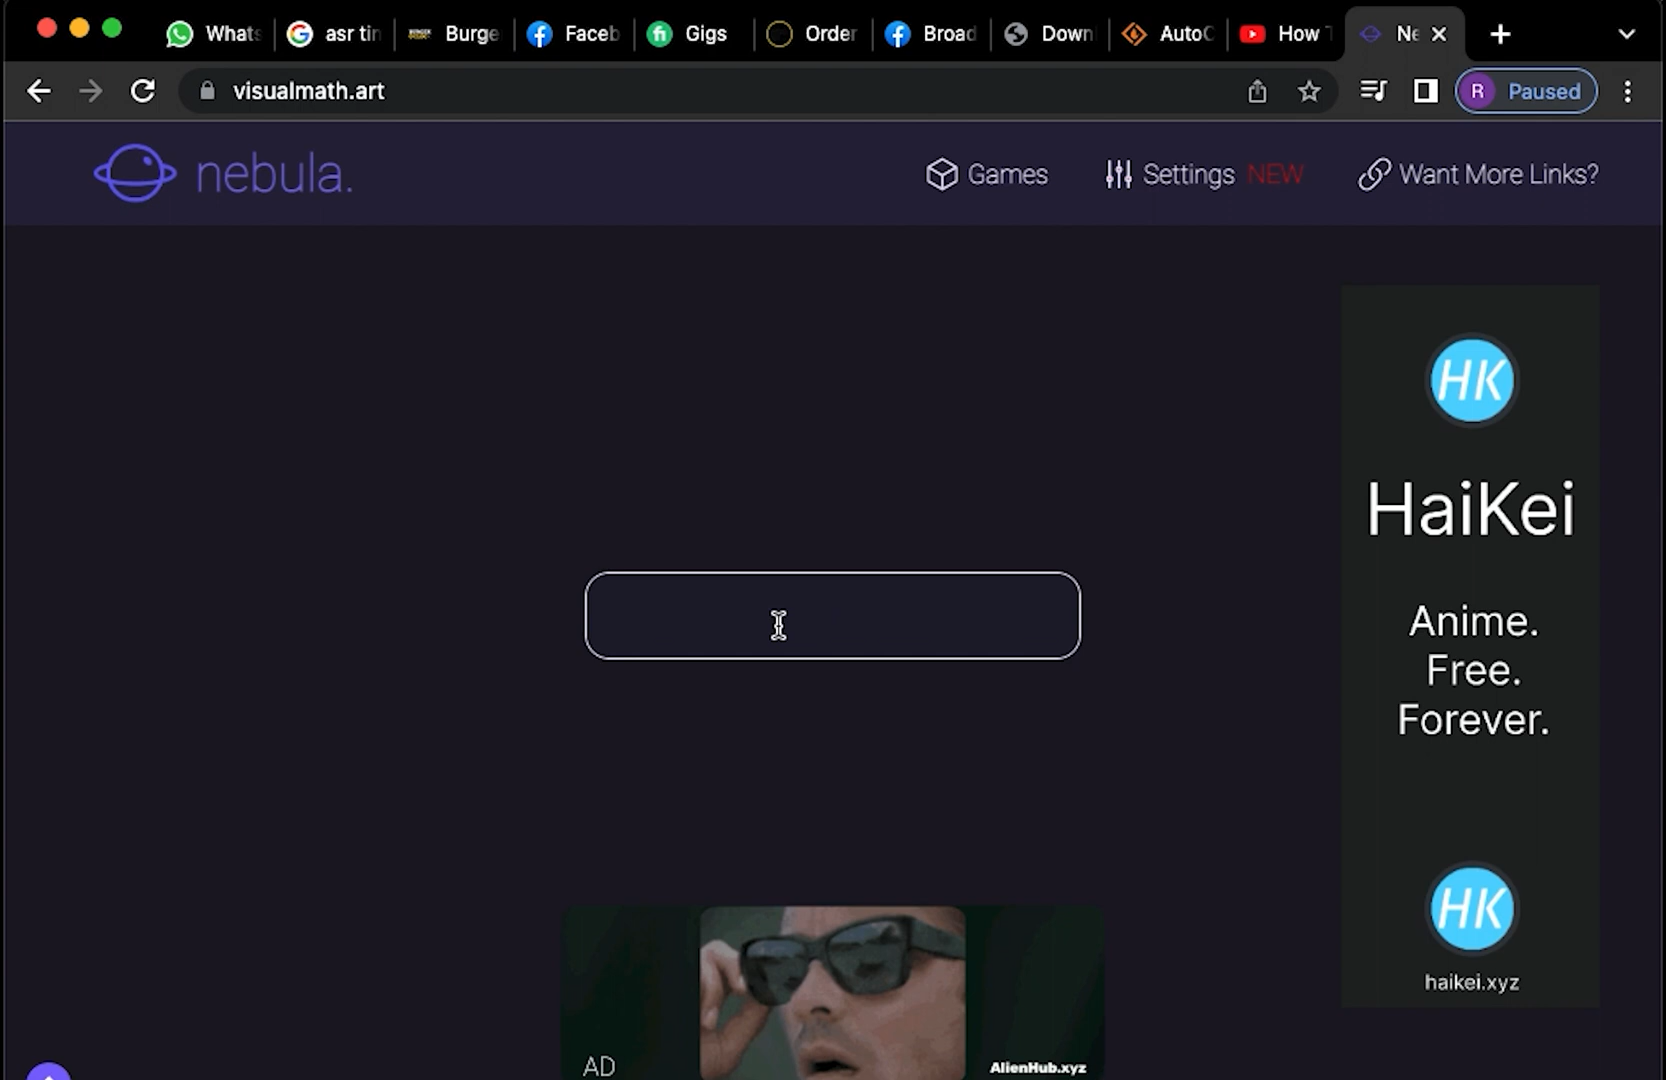 Whats
asr tin
Burge
Faceb
Gigs
Order
Broad
Down
AutoC
How T
Ne
visualmath.art
R Paused
nebula.
Games
Settings NEW
Want More Links?
HK
HaiKei
Anime.
Free.
Forever.
HK
haikei.xyz
AD
AlienHub.xyz